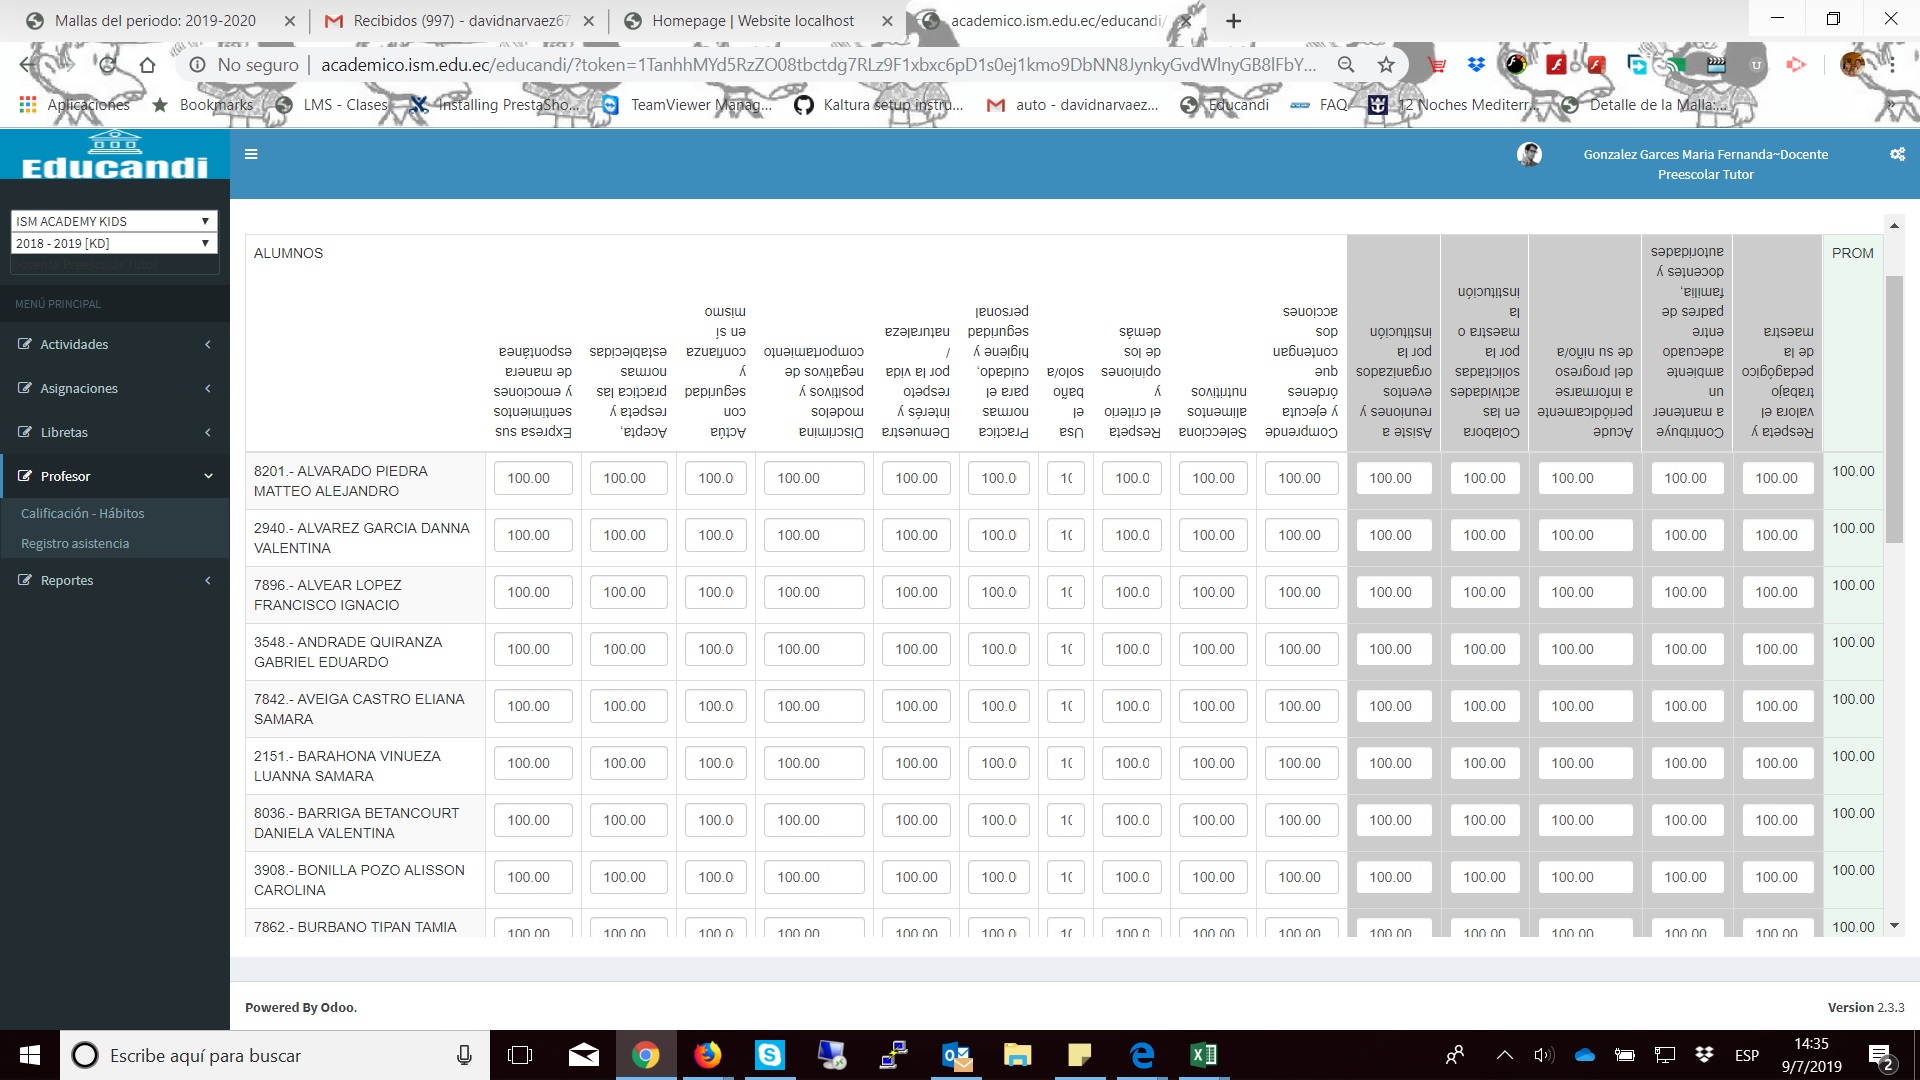 Mallas del periodo: 2019-2020
Recibidos (997) - davidnarvaez67
Homepage | Website localhost
academico.ism.edu.ec/educandi/
No seguro
academico.ism.edu.ec/educandi/?token=1TanhhMYd5RzZO08tbctdg7RLz9F1xbxc6pD1s0ej1kmo9DbNN8JynkyGvdWlnyGB8lFbY...
Aplicaciones
Bookmarks
LMS - Clases
Installing PrestaSho...
TeamViewer Manag...
Kaltura setup instru...
auto - davidnarvaez...
Educandi
FAQ
12 Noches Mediterr...
Detalle de la Malla:...
Educandi
Gonzalez Garces Maria Fernanda~Docente
Preescolar Tutor
ISM ACADEMY KIDS
2018 - 2019 [KD]
Docente Preescolar Tutor
MENÚ PRINCIPAL
Actividades
Asignaciones
Libretas
Profesor
Calificación - Hábitos
Registro asistencia
Reportes
ALUMNOS
Expresa sus
sentimientos
y emociones
de manera
espontánea
Acepta,
respeta y
practica las
normas
establecidas
Actúa
con
seguridad
y
confianza
en sí
mismo
Discrimina
modelos
positivos y
negativos de
comportamiento
Demuestra
interés y
respeto
por la vida
/
naturaleza
Practica
normas
para el
cuidado,
higiene y
seguridad
personal
Usa
el
baño
solo/a
Respeta
el criterio
y
opiniones
de los
demás
Selecciona
alimentos
nutritivos
Comprende
y ejecuta
órdenes
que
contengan
dos
acciones
Asiste a
reuniones y
eventos
organizados
por la
institución
Colabora
en las
actividades
solicitadas
por la
maestra o
la
institución
Acude
periódicamente
a informarse
del progreso
de su niño/a
Contribuye
a mantener
un
ambiente
adecuado
entre
padres de
familia,
docentes y
autoridades
Respeta y
valora el
trabajo
pedagógico
de la
maestra
PROM
8201.- ALVARADO PIEDRA
MATTEO ALEJANDRO
100.00 100.00 100.0 100.00 100.00 100.0 10 100.0 100.00 100.00 100.00 100.00 100.00 100.00 100.00 100.00
2940.- ALVAREZ GARCIA DANNA
VALENTINA
100.00 100.00 100.0 100.00 100.00 100.0 10 100.0 100.00 100.00 100.00 100.00 100.00 100.00 100.00 100.00
7896.- ALVEAR LOPEZ
FRANCISCO IGNACIO
100.00 100.00 100.0 100.00 100.00 100.0 10 100.0 100.00 100.00 100.00 100.00 100.00 100.00 100.00 100.00
3548.- ANDRADE QUIRANZA
GABRIEL EDUARDO
100.00 100.00 100.0 100.00 100.00 100.0 10 100.0 100.00 100.00 100.00 100.00 100.00 100.00 100.00 100.00
7842.- AVEIGA CASTRO ELIANA
SAMARA
100.00 100.00 100.0 100.00 100.00 100.0 10 100.0 100.00 100.00 100.00 100.00 100.00 100.00 100.00 100.00
2151.- BARAHONA VINUEZA
LUANNA SAMARA
100.00 100.00 100.0 100.00 100.00 100.0 10 100.0 100.00 100.00 100.00 100.00 100.00 100.00 100.00 100.00
8036.- BARRIGA BETANCOURT
DANIELA VALENTINA
100.00 100.00 100.0 100.00 100.00 100.0 10 100.0 100.00 100.00 100.00 100.00 100.00 100.00 100.00 100.00
3908.- BONILLA POZO ALISSON
CAROLINA
100.00 100.00 100.0 100.00 100.00 100.0 10 100.0 100.00 100.00 100.00 100.00 100.00 100.00 100.00 100.00
7862.- BURBANO TIPAN TAMIA
100.00 100.00 100.0 100.00 100.00 100.0 10 100.0 100.00 100.00 100.00 100.00 100.00 100.00 100.00 100.00
Powered By Odoo.
Version 2.3.3
Escribe aquí para buscar
ESP
14:35
9/7/2019
2